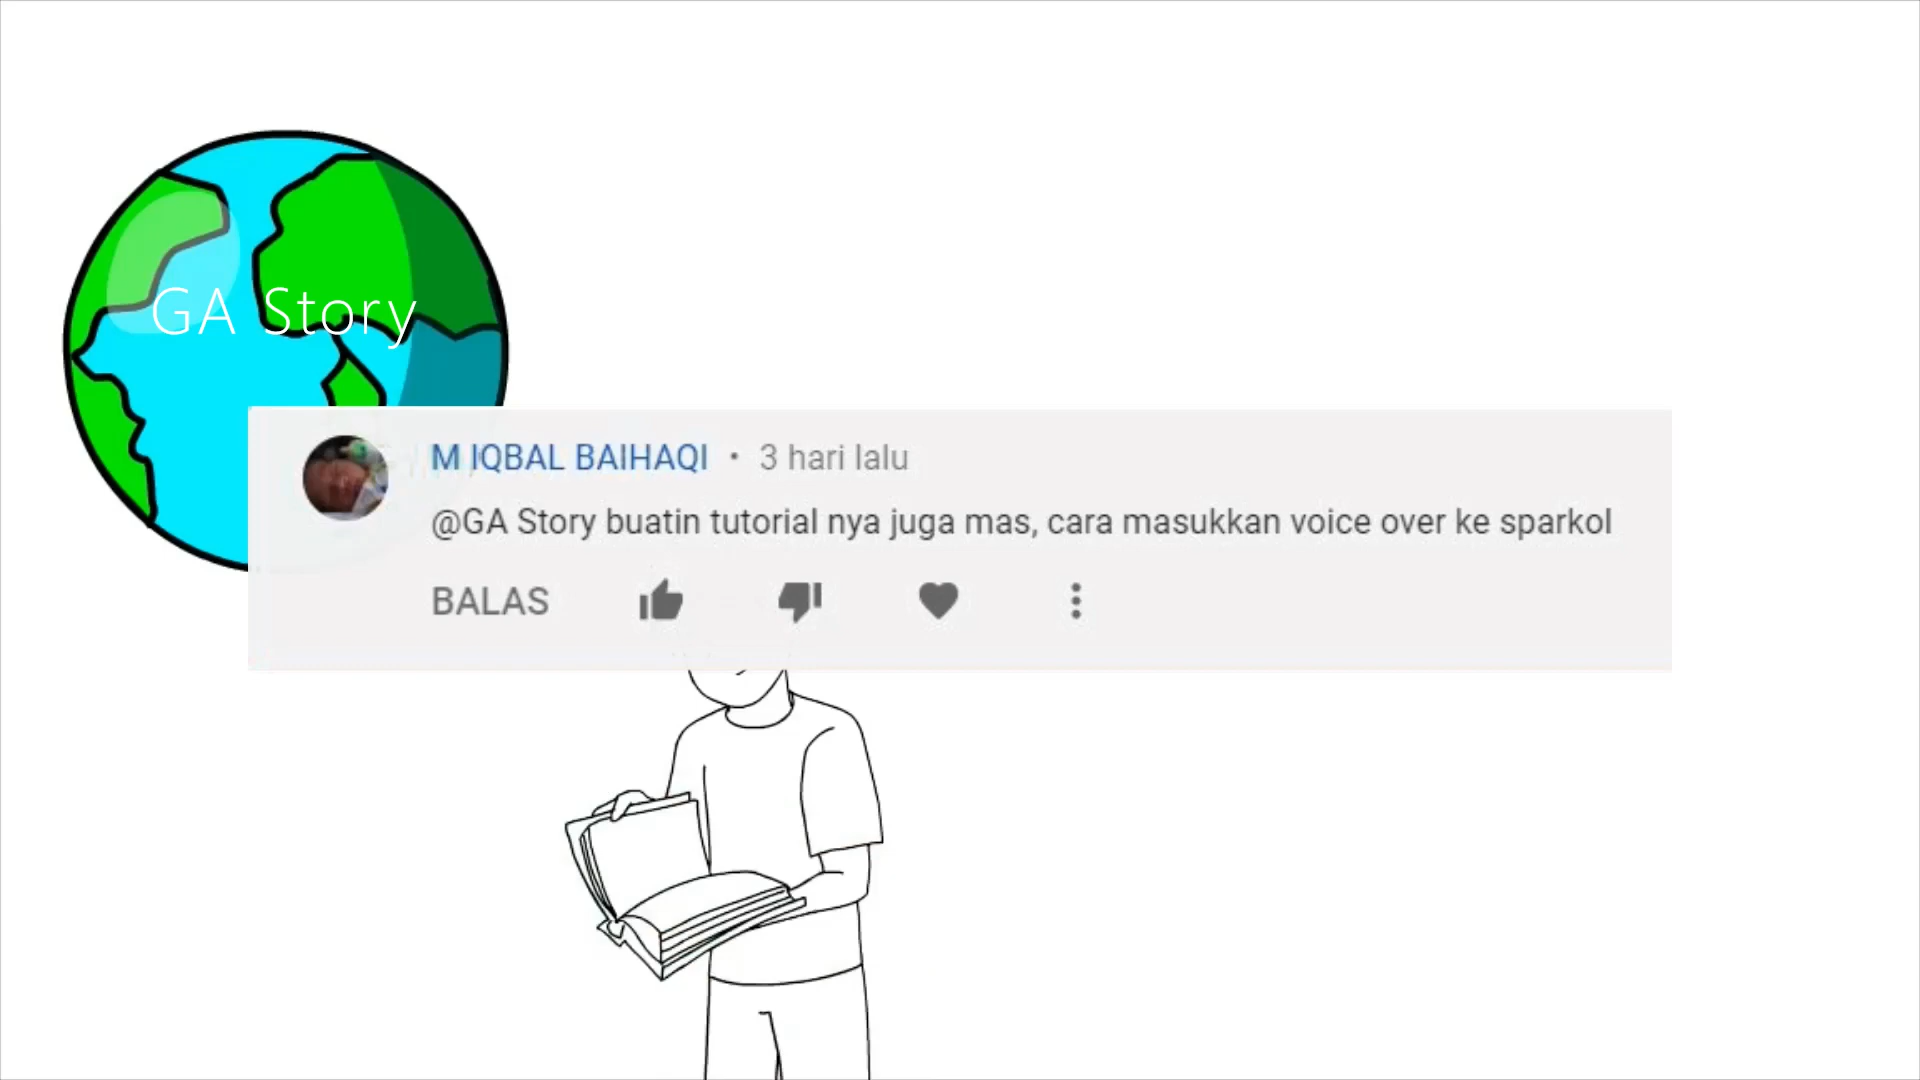 GA Story
M IQBAL BAIHAQI • 3 hari lalu
@GA Story buatin tutorial nya juga mas, cara masukkan voice over ke sparkol
BALAS